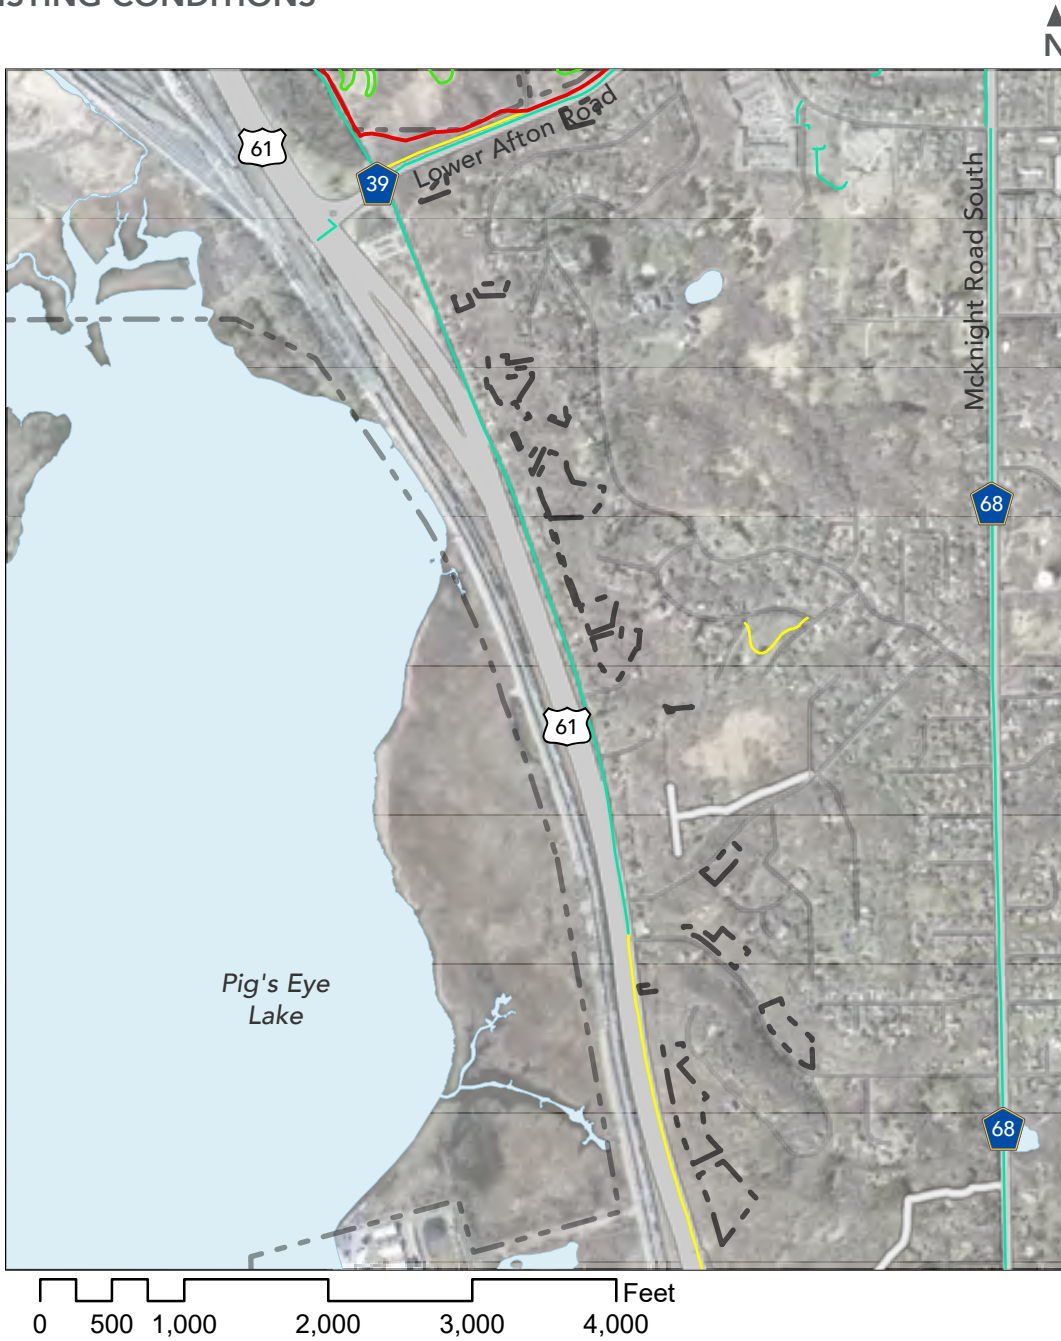 61
39
Lower Afton Road
Mcknight Road South
68
61
Pig's Eye
Lake
68
Feet
0 500 1,000 2,000 3,000 4,000